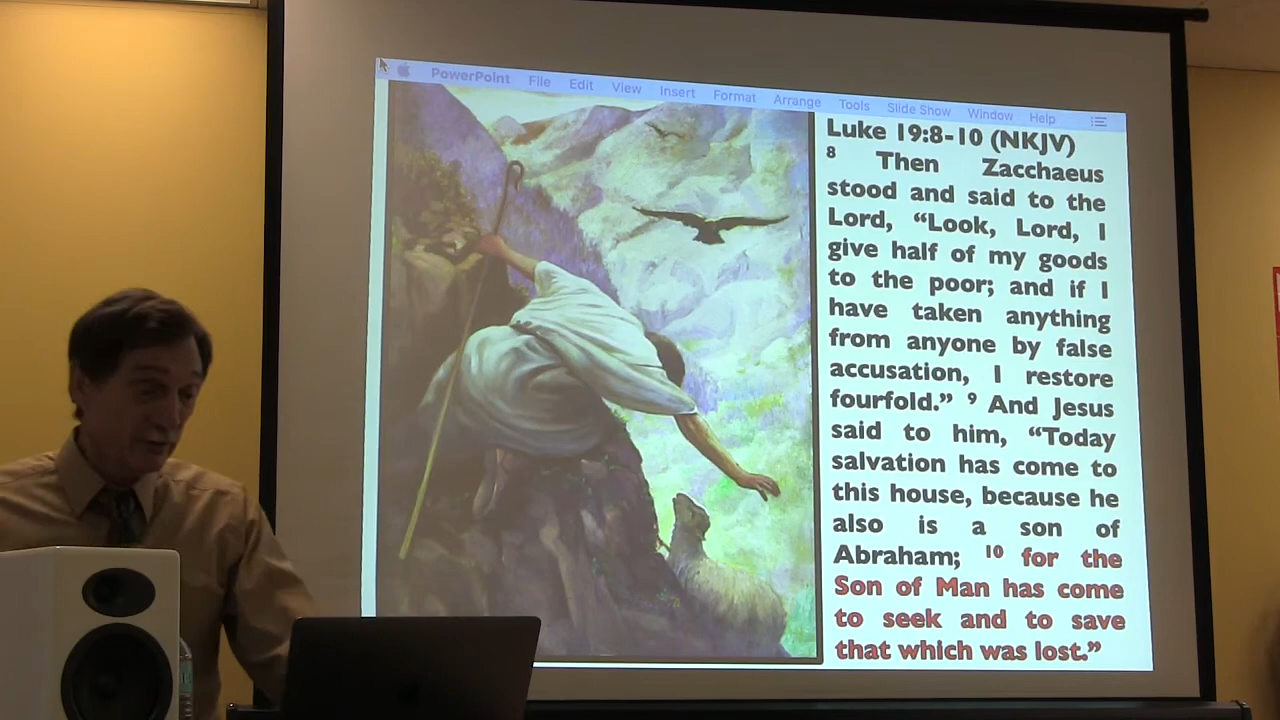 PowerPoint File Edit View Insert Format Arrange Tools Slide Show Window Help
Luke 19:8-10 (NKJV)
8 Then Zacchaeus
stood and said to the
Lord, “Look, Lord, I
give half of my goods
to the poor; and if I
have taken anything
from anyone by false
accusation, I restore
fourfold.” 9 And Jesus
said to him, “Today
salvation has come to
this house, because he
also is a son of
Abraham; 10 for the
Son of Man has come
to seek and to save
that which was lost.”